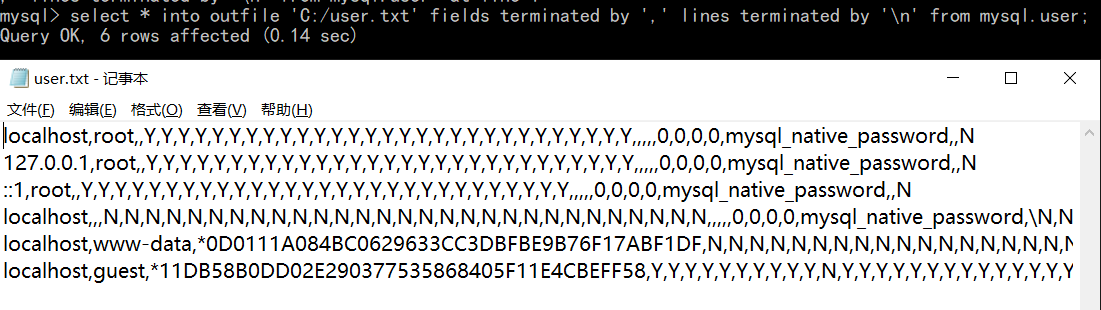 mysql> select * into outfile 'C:/user.txt' fields terminated by ',' lines terminated by '\n' from mysql.user;
Query OK, 6 rows affected (0.14 sec)
user.txt - 记事本
文件(F) 编辑(E) 格式(O) 查看(V) 帮助(H)
localhost,root,,Y,Y,Y,Y,Y,Y,Y,Y,Y,Y,Y,Y,Y,Y,Y,Y,Y,Y,Y,Y,Y,Y,Y,Y,Y,Y,Y,Y,Y,,,,,0,0,0,0,mysql_native_password,,N
127.0.0.1,root,,Y,Y,Y,Y,Y,Y,Y,Y,Y,Y,Y,Y,Y,Y,Y,Y,Y,Y,Y,Y,Y,Y,Y,Y,Y,Y,Y,Y,Y,,,,,0,0,0,0,mysql_native_password,,N
::1,root,,Y,Y,Y,Y,Y,Y,Y,Y,Y,Y,Y,Y,Y,Y,Y,Y,Y,Y,Y,Y,Y,Y,Y,Y,Y,Y,Y,Y,Y,,,,,0,0,0,0,mysql_native_password,,N
localhost,,,N,N,N,N,N,N,N,N,N,N,N,N,N,N,N,N,N,N,N,N,N,N,N,N,N,N,N,N,N,,,,,0,0,0,0,mysql_native_password,\N,N
localhost,www-data,*0D0111A084BC0629633CC3DBFBE9B76F17ABF1DF,N,N,N,N,N,N,N,N,N,N,N,N,N,N,N,N,N,N
localhost,guest,*11DB58B0DD02E290377535868405F11E4CBEFF58,Y,Y,Y,Y,Y,Y,Y,Y,Y,Y,N,Y,Y,Y,Y,Y,Y,Y,Y,Y,Y,Y,Y,Y,Y